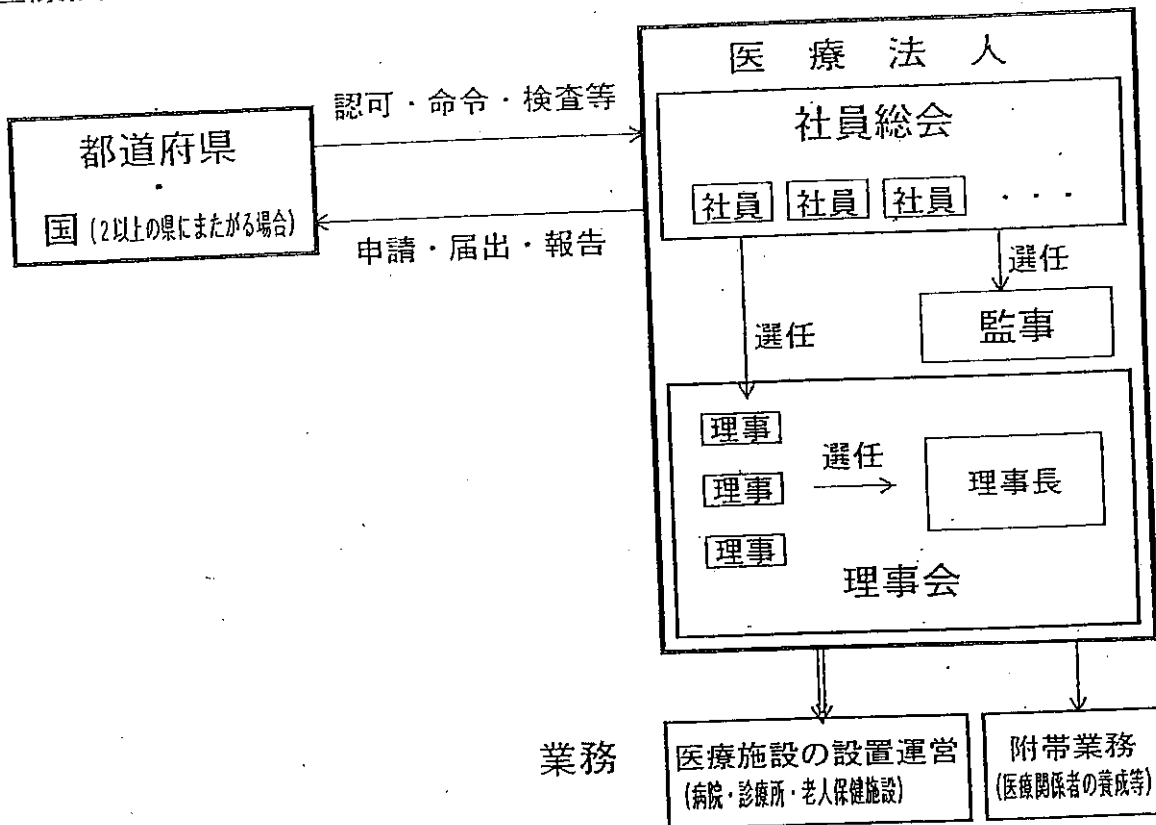 医療法人
社員総会
社員 社員 社員 ・・・
認可・命令・検査等
都道府県
・
国(2以上の県にまたがる場合)
申請・届出・報告
選任
選任
監事
理事
理事
理事
選任
理事長
理事会
業務
医療施設の設置運営
(病院・診療所・老人保健施設)
附帯業務
(医療関係者の養成等)